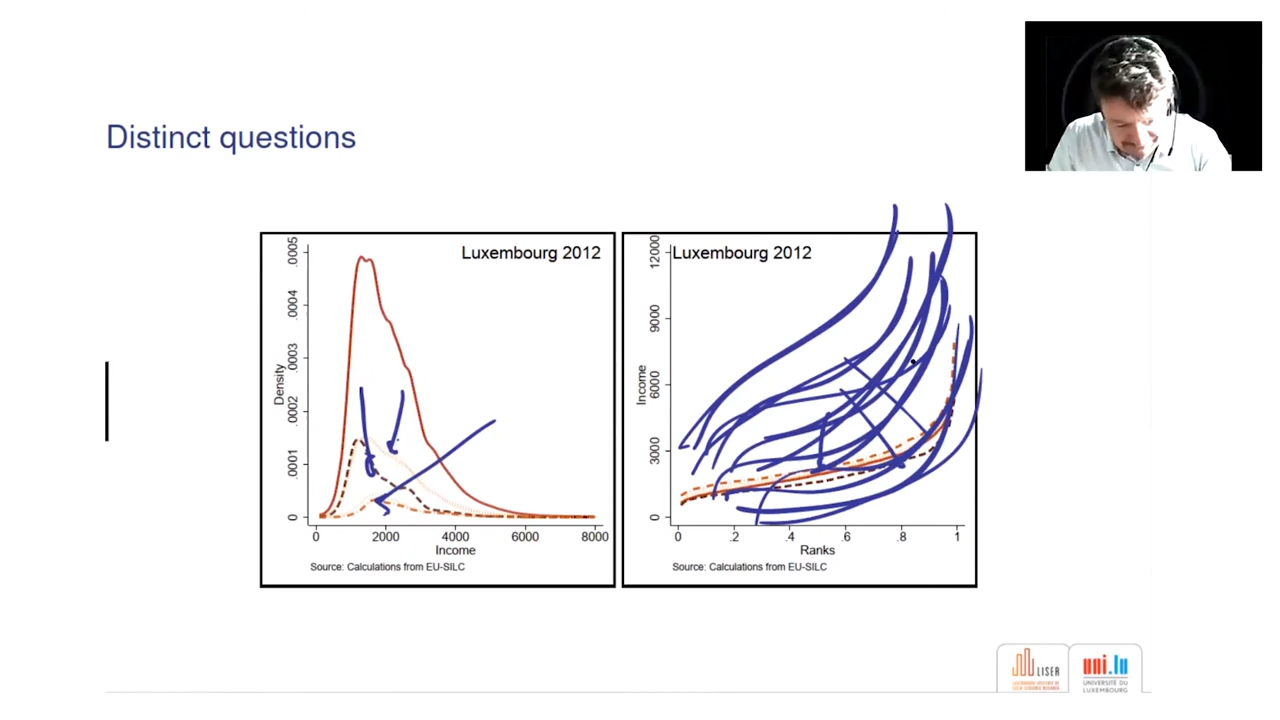 Distinct questions
Luxembourg 2012
Density
0 .0001 .0002 .0003 .0004 .0005
0 2000 4000 6000 8000
Income
Source: Calculations from EU-SILC
Luxembourg 2012
Income
0 3000 6000 9000 12000
0 .2 .4 .6 .8 1
Ranks
Source: Calculations from EU-SILC
LISER
uni.lu
UNIVERSITÉ DU
LUXEMBOURG